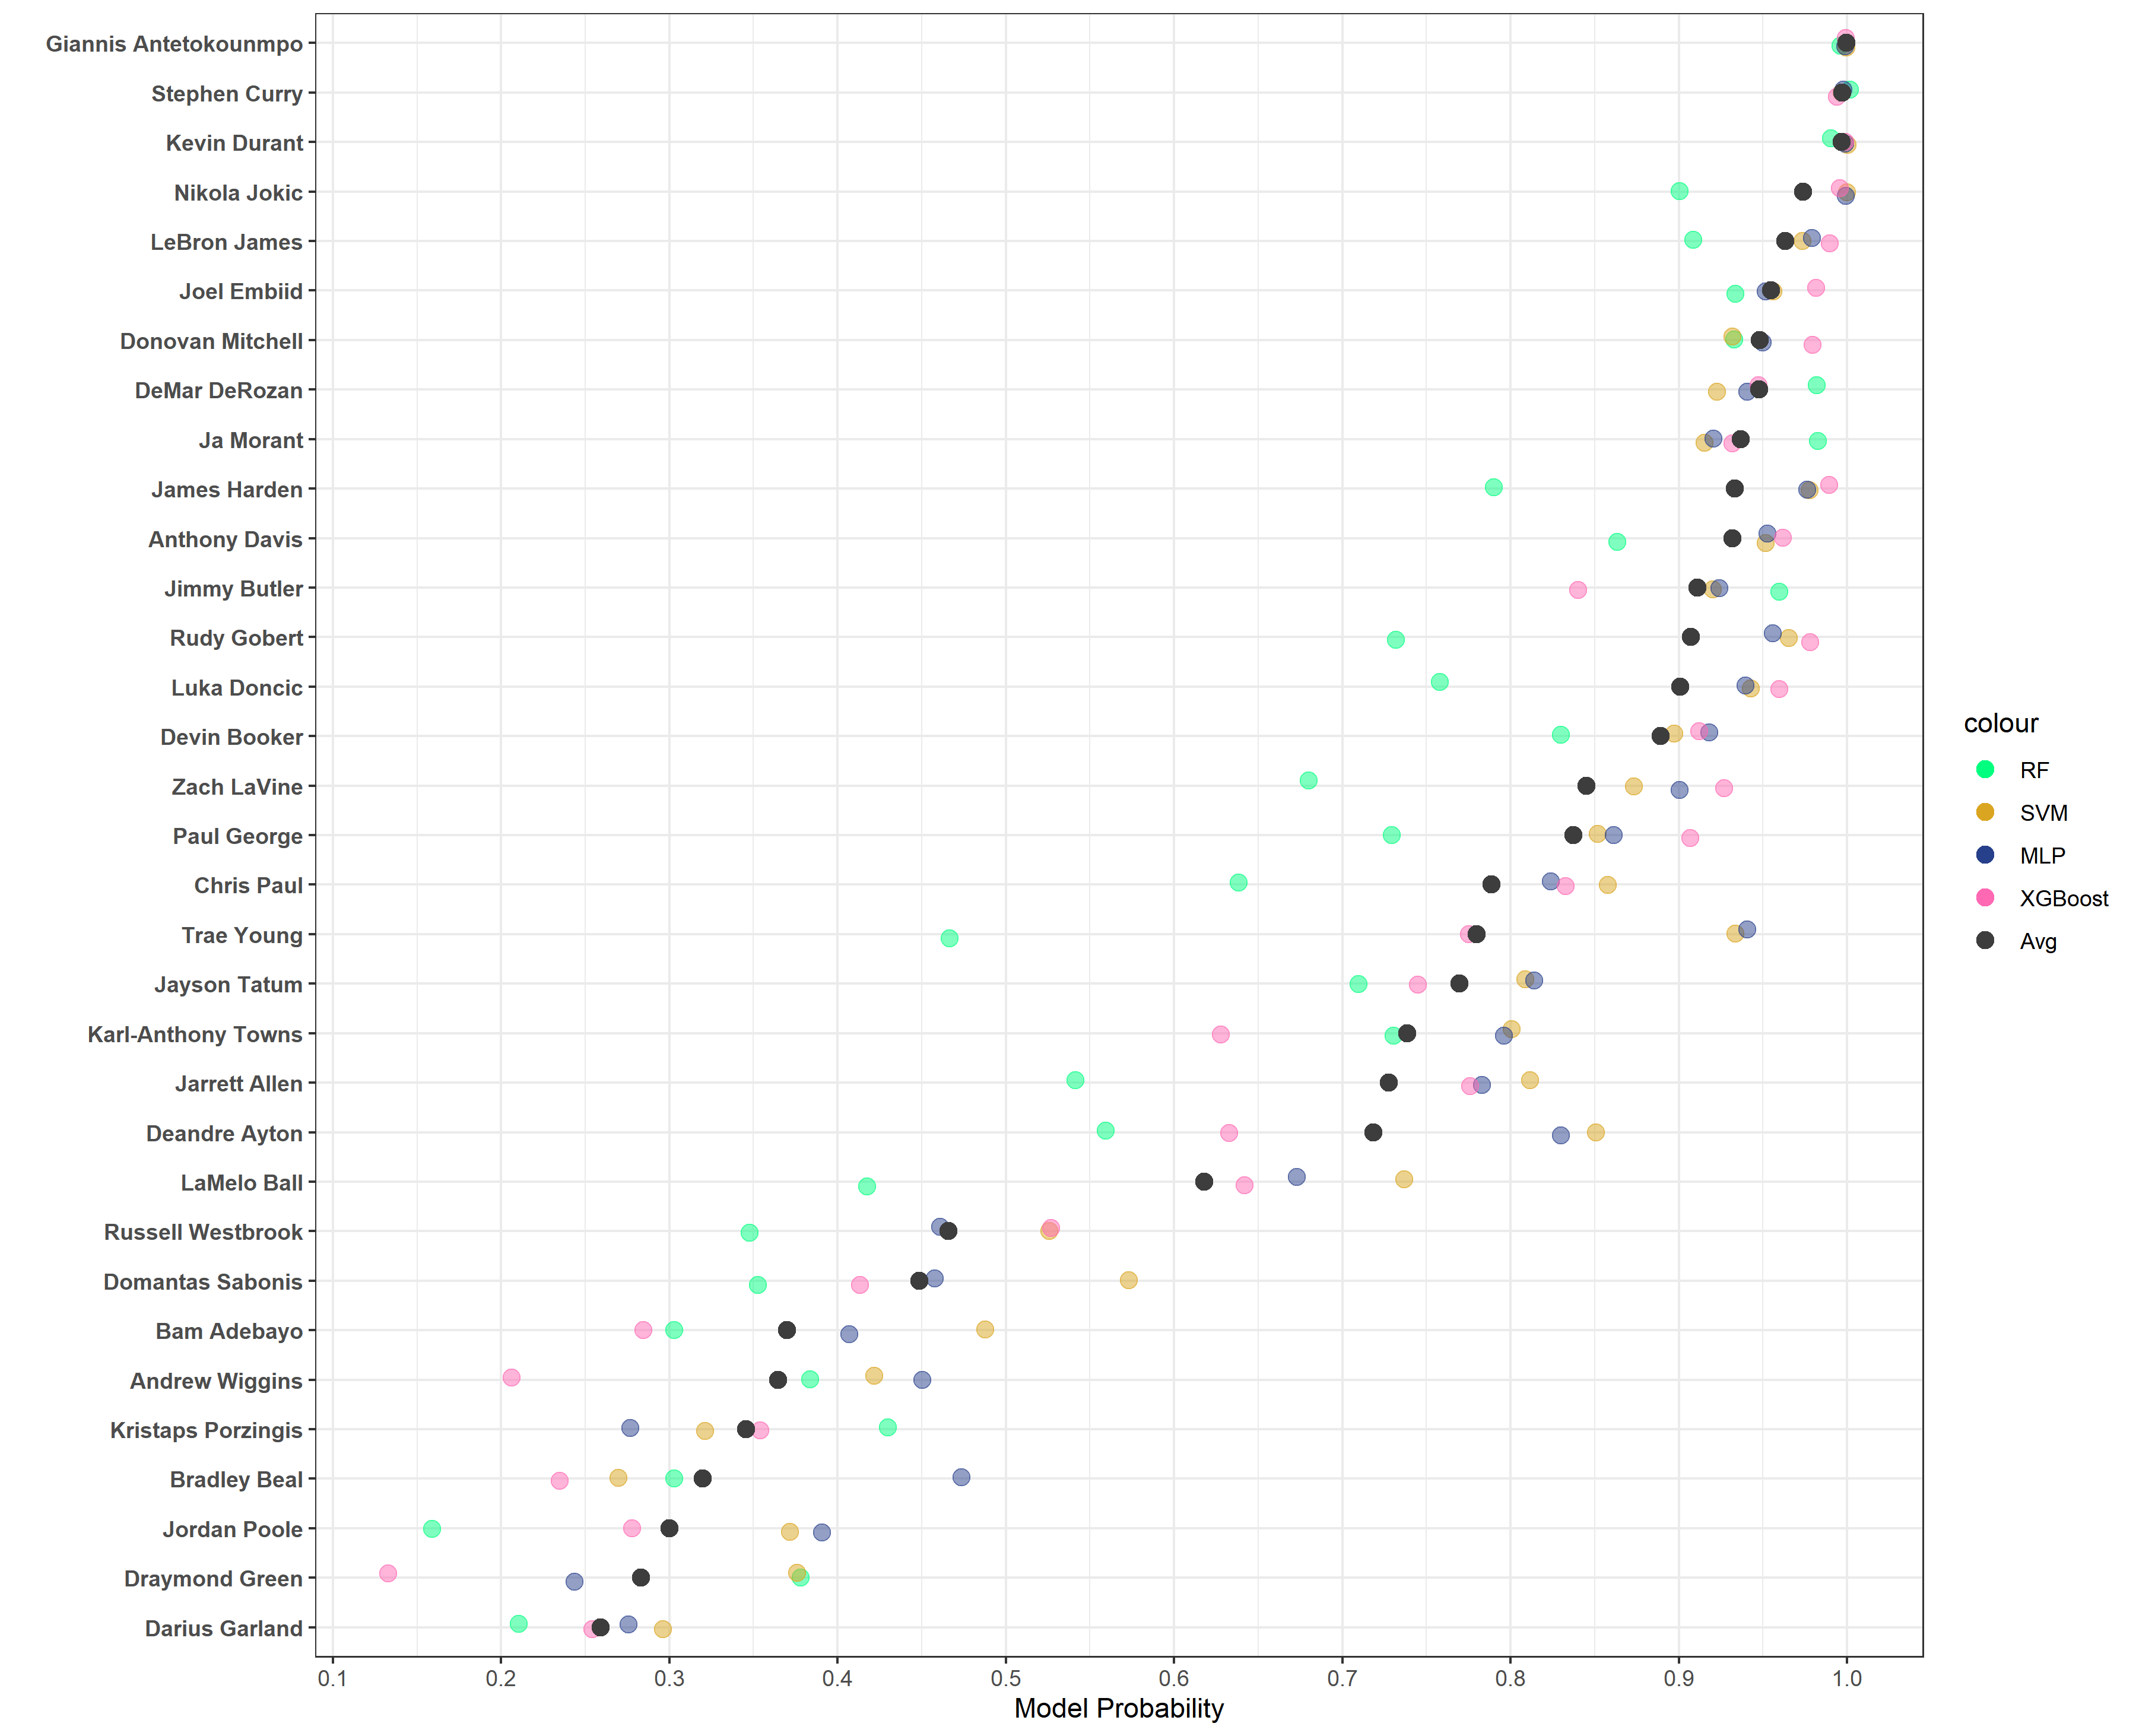 Giannis Antetokounmpo
Stephen Curry
Kevin Durant
Nikola Jokic
LeBron James
Joel Embiid
Donovan Mitchell
DeMar DeRozan
Ja Morant
James Harden
Anthony Davis
Jimmy Butler
Rudy Gobert
Luka Doncic
Devin Booker
Zach LaVine
Paul George
Chris Paul
Trae Young
Jayson Tatum
Karl-Anthony Towns
Jarrett Allen
Deandre Ayton
LaMelo Ball
Russell Westbrook
Domantas Sabonis
Bam Adebayo
Andrew Wiggins
Kristaps Porzingis
Bradley Beal
Jordan Poole
Draymond Green
Darius Garland
0.1 0.2 0.3 0.4 0.5 0.6 0.7 0.8 0.9 1.0
Model Probability
colour
RF
SVM
MLP
XGBoost
Avg